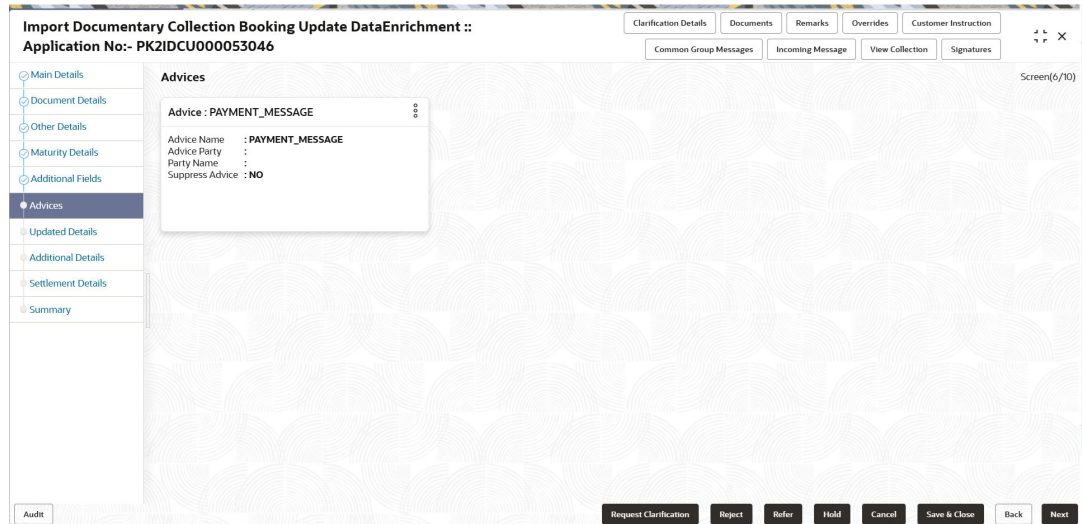 Import Documentary Collection Booking Update DataEnrichment ::
Application No:- PK2IDCU000053046
Clarification Details
Documents
Remarks
Overrides
Customer Instruction
Common Group Messages
Incoming Message
View Collection
Signatures
Main Details
Document Details
Other Details
Maturity Details
Additional Fields
Advices
Updated Details
Additional Details
Settlement Details
Summary
Advices
Screen(6/10)
Advice : PAYMENT_MESSAGE
Advice Name : PAYMENT_MESSAGE
Advice Party :
Party Name :
Suppress Advice : NO
Audit
Request Clarification
Reject
Refer
Hold
Cancel
Save & Close
Back
Next